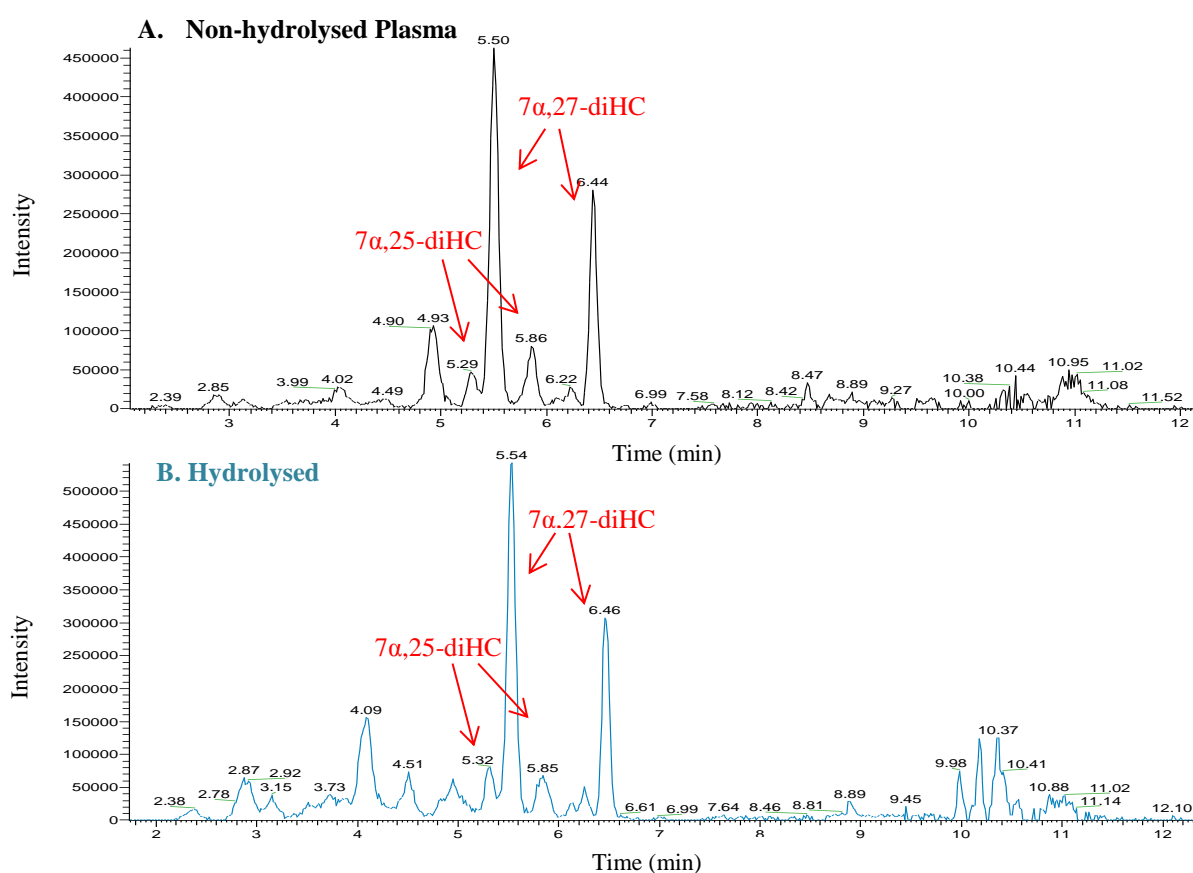 A. Non-hydrolysed Plasma
5.50
450000
400000
7α,27-diHC
350000
300000
6.44
Intensity
250000
7α,25-diHC
200000
150000
4.90 4.93
100000
5.86
5.29
50000
2.39 2.85 3.99 4.02 4.49 6.22 6.99 7.58 8.12 8.42 8.47 8.89 9.27 10.00 10.38 10.44 10.95 11.02 11.08 11.52
0
3 4 5 6 7 8 9 10 11 12
Time (min)
B. Hydrolysed
5.54
500000
7α.27-diHC
450000
400000
350000
6.46
300000
Intensity
7α,25-diHC
250000
200000
4.09
150000
10.37
100000
5.32
4.51 5.85 9.98 10.41
50000
2.38 2.78 2.87 2.92 3.15 3.73 6.61 6.99 7.64 8.46 8.81 8.89 9.45 10.88 11.02 11.14 12.10
0
2 3 4 5 6 7 8 9 10 11 12
Time (min)